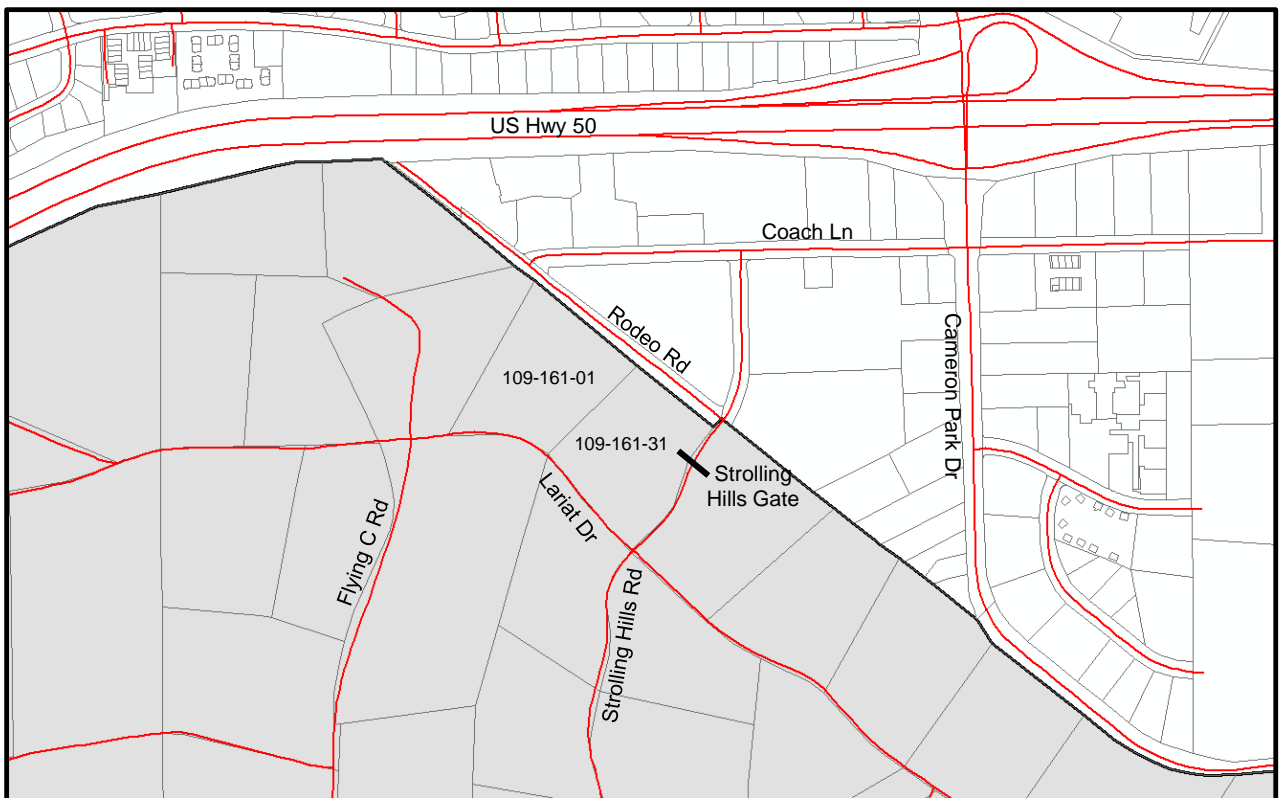 US Hwy 50
Coach Ln
Rodeo Rd
Cameron Park Dr
109-161-01
109-161-31
Strolling
Hills Gate
Lariat Dr
Flying C Rd
Strolling Hills Rd